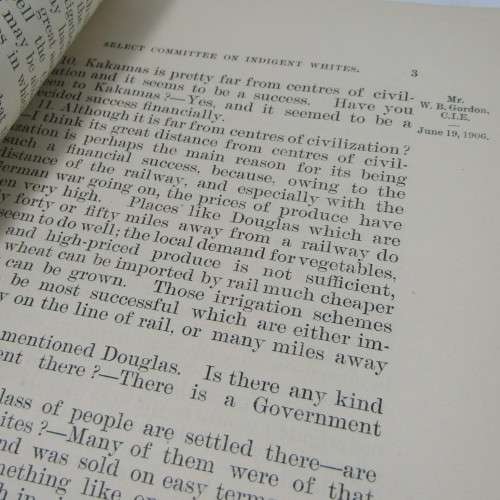 SELECT COMMITTEE ON INDIGENT WHITES.
3
10. Kakamas is pretty far from centres of civil-
ization and it seems to be a success. Have you
been to Kakamas?—Yes, and it seemed to be a
decided success financially.
11. Although it is far from centres of civilization?
—I think its great distance from centres of civil-
ization is perhaps the main reason for its being
such a financial success, because, owing to the
distance of the railway, and especially with the
German war going on, the prices of produce have
been very high. Places like Douglas which are
forty or fifty miles away from a railway do
seem to do well; the local demand for vegetables,
and high-priced produce is not sufficient,
wheat can be imported by rail much cheaper
can be grown. Those irrigation schemes
be most successful which are either im-
on the line of rail, or many miles away
mentioned Douglas. Is there any kind
there?—There is a Government
class of people are settled there—are
Many of them were of that
was sold on easy terms
something like
Mr.
W. B. Gordon,
C.I.E.
—
June 19, 1906.